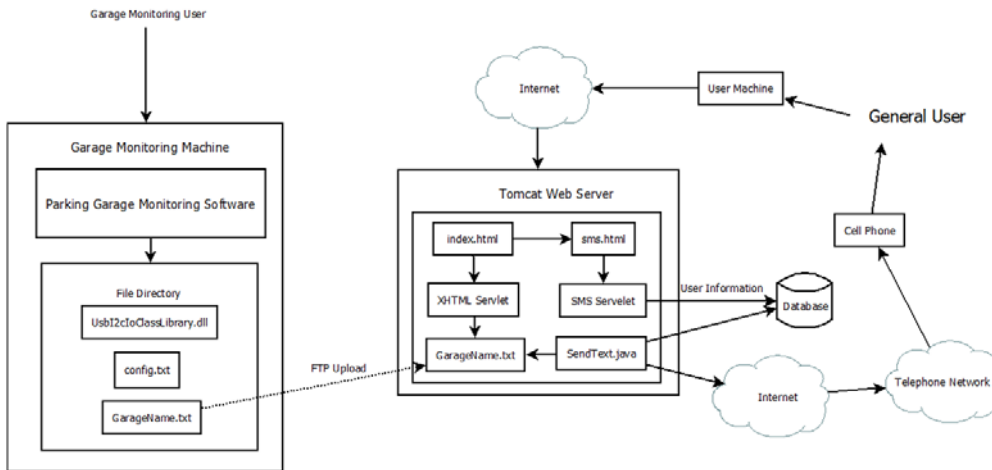 Garage Monitoring User
Garage Monitoring Machine
Parking Garage Monitoring Software
File Directory
UsbI2cIoClassLibrary.dll
config.txt
GarageName.txt
FTP Upload
Internet
User Machine
General User
Tomcat Web Server
index.html
sms.html
XHTML Servlet
SMS Servelet
GarageName.txt
SendText.java
User Information
Database
Cell Phone
Telephone Network
Internet